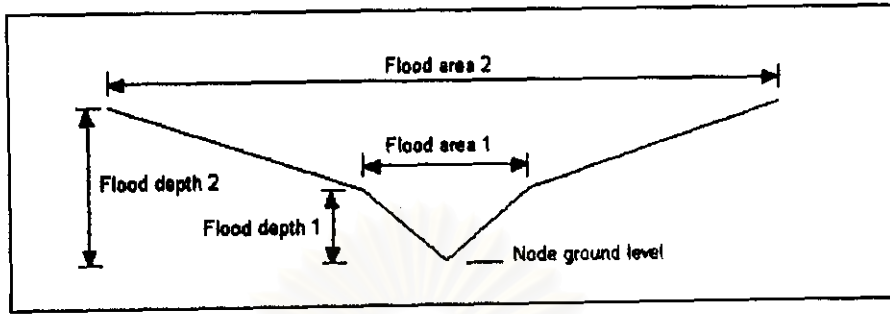 Flood area 2
Flood area 1
Flood depth 2
Flood depth 1
Node ground level